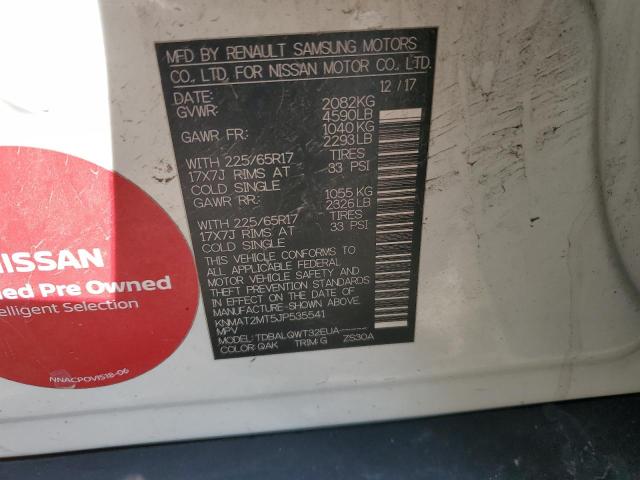 MFD BY RENAULT SAMSUNG MOTORS
CO., LTD, FOR NISSAN MOTOR CO., LTD.
DATE: 12/17
GVWR: 2082KG
4590LB
GAWR FR: 1040 KG
2293LB
WITH 225/65R17 TIRES
17X7J RIMS AT 33 PSI
COLD SINGLE
GAWR RR: 1055 KG
2326 LB
WITH 225/65R17 TIRES
17X7J RIMS AT 33 PSI
COLD SINGLE
THIS VEHICLE CONFORMS TO
ALL APPLICABLE FEDERAL
MOTOR VEHICLE SAFETY AND
THEFT PREVENTION STANDARDS
IN EFFECT ON THE DATE OF
MANUFACTURE SHOWN ABOVE.
KNMAT2MT5JP535541
MPV
MODEL: TDBALQWT32EUA-----
COLOR: QAK TRIM: G ZS30A
NISSAN
ed Pre Owned
elligent Selection
NNACPOVIS18-06